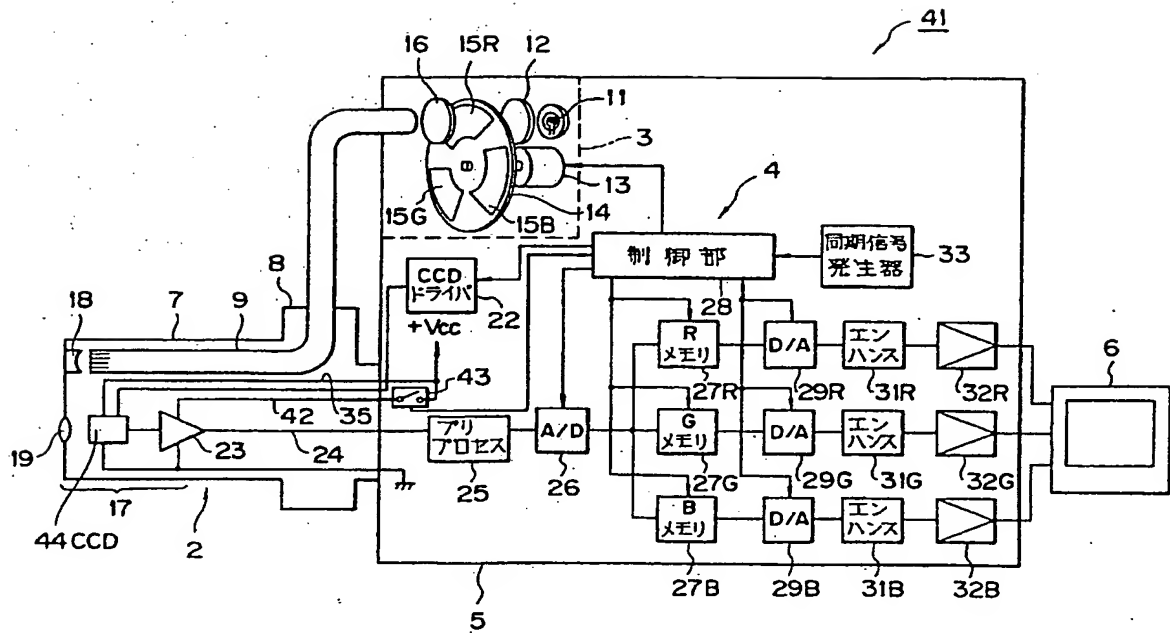 41
16 15R 12
11
3
13
15G 15B 14
4
制御部
28
同期信号
発生器
33
CCD
ドライバ
22
+Vcc
8
18 7 9
43
42 35
19
23 24
プリ
プロセス
25
A/D
26
R
メモリ
27R
D/A
29R
エン
ハンス
31R
32R
G
メモリ
27G
D/A
29G
エン
ハンス
31G
32G
B
メモリ
27B
D/A
29B
エン
ハンス
31B
32B
6
17
44 CCD 2
5